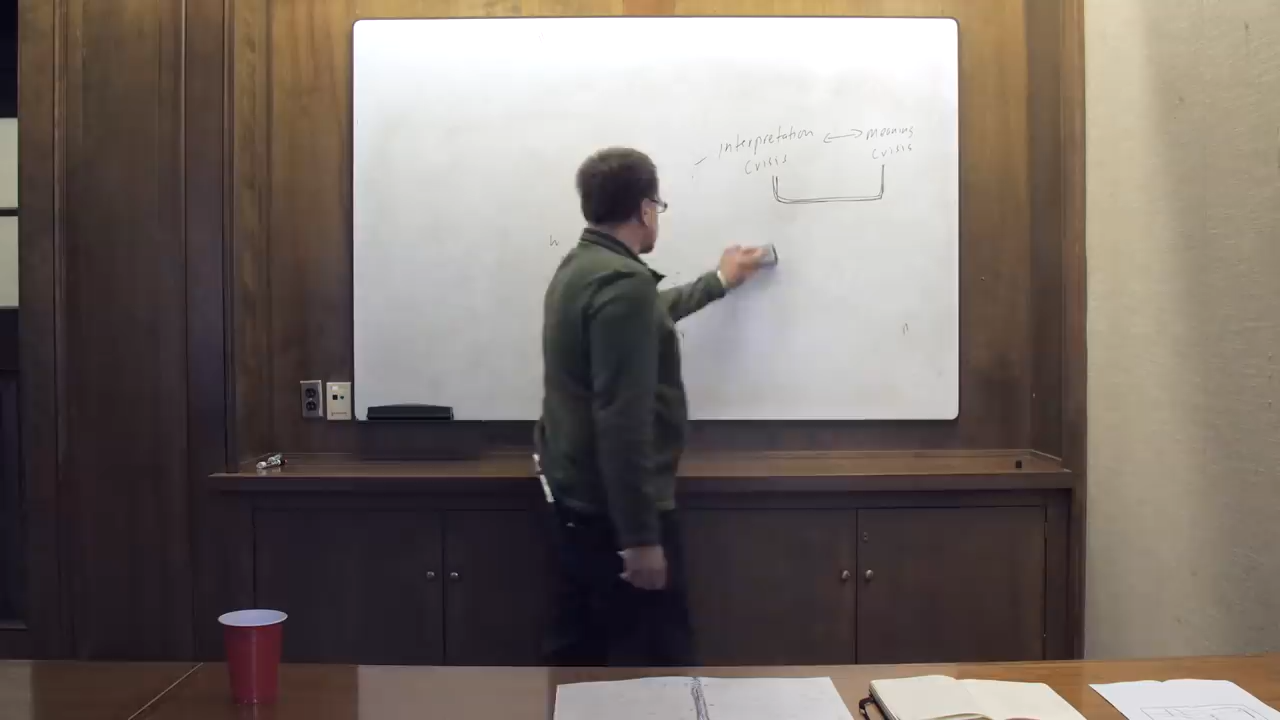 interpretation ↔ meaning
crisis crisis
h
n